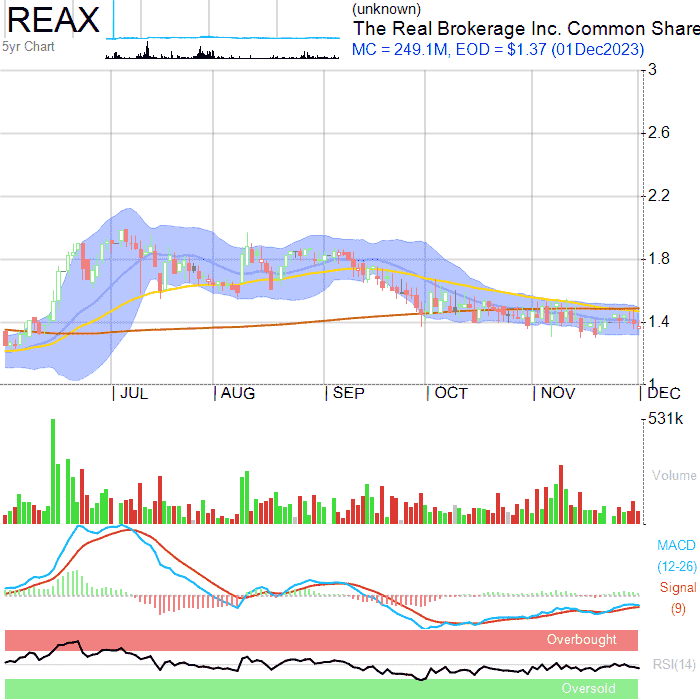 REAX
5yr Chart
(unknown)
The Real Brokerage Inc. Common Share
MC = 249.1M, EOD = $1.37 (01Dec2023)
3
2.6
2.2
1.8
1.4
1
JUL
AUG
SEP
OCT
NOV
DEC
531k
Volume
MACD
(12-26)
Signal
(9)
Overbought
RSI(14)
Oversold